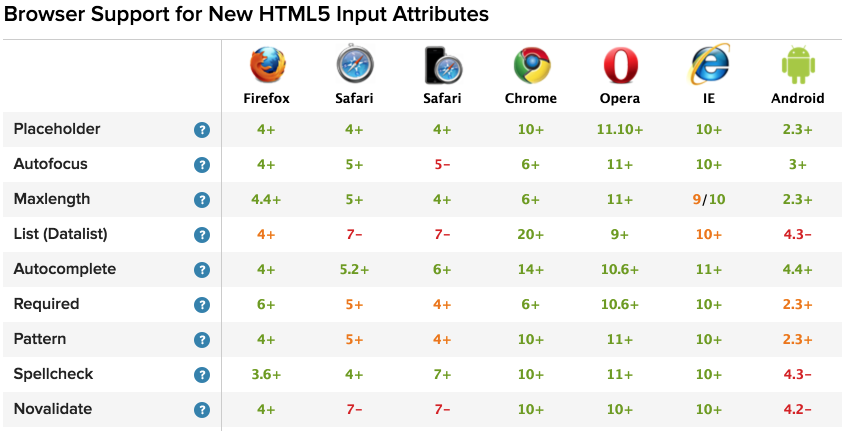 Browser Support for New HTML5 Input Attributes
Firefox Safari Safari Chrome Opera IE Android
Placeholder ? 4+ 4+ 4+ 10+ 11.10+ 10+ 2.3+
Autofocus ? 4+ 5+ 5− 6+ 11+ 10+ 3+
Maxlength ? 4.4+ 5+ 4+ 6+ 11+ 9/10 2.3+
List (Datalist) ? 4+ 7− 7− 20+ 9+ 10+ 4.3−
Autocomplete ? 4+ 5.2+ 6+ 14+ 10.6+ 11+ 4.4+
Required ? 6+ 5+ 4+ 6+ 10.6+ 10+ 2.3+
Pattern ? 4+ 5+ 4+ 10+ 11+ 10+ 2.3+
Spellcheck ? 3.6+ 4+ 7+ 10+ 11+ 10+ 4.3−
Novalidate ? 4+ 7− 7− 10+ 10+ 10+ 4.2−